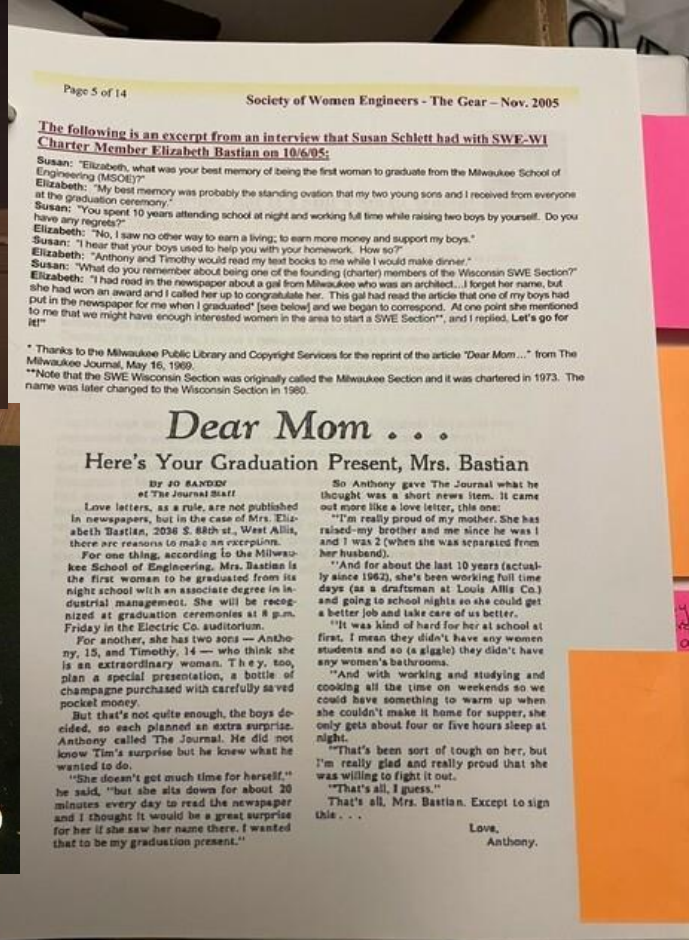 Page 5 of 14
Society of Women Engineers - The Gear – Nov. 2005
The following is an excerpt from an interview that Susan Schlett had with SWE-WI
Charter Member Elizabeth Bastian on 10/6/05:
Susan: "Elizabeth, what was your best memory of being the first woman to graduate from the Milwaukee School of
Engineering (MSOE)?"
Elizabeth: "My best memory was probably the standing ovation that my two young sons and I received from everyone
at the graduation ceremony."
Susan: "You spent 10 years attending school at night and working full time while raising two boys by yourself. Do you
have any regrets?"
Elizabeth: "No, I saw no other way to earn a living; to earn more money and support my boys."
Susan: "I hear that your boys used to help you with your homework. How so?"
Elizabeth: "Anthony and Timothy would read my text books to me while I would make dinner."
Susan: "What do you remember about being one of the founding (charter) members of the Wisconsin SWE Section?"
Elizabeth: "I had read in the newspaper about a gal from Milwaukee who was an architect...I forget her name, but
she had won an award and I called her up to congratulate her. This gal had read the article that one of my boys had
put in the newspaper for me when I graduated* [see below] and we began to correspond. At one point she mentioned
to me that we might have enough interested women in the area to start a SWE Section**, and I replied, Let's go for
it!"
* Thanks to the Milwaukee Public Library and Copyright Services for the reprint of the article "Dear Mom..." from The
Milwaukee Journal, May 16, 1969.
**Note that the SWE Wisconsin Section was originally called the Milwaukee Section and it was chartered in 1973. The
name was later changed to the Wisconsin Section in 1980.
Dear Mom . . .
Here's Your Graduation Present, Mrs. Bastian
By JO SANDIN
of The Journal Staff
Love letters, as a rule, are not published
in newspapers, but in the case of Mrs. Eliz-
abeth Bastian, 2036 S. 88th st., West Allis,
there are reasons to make an exception.
For one thing, according to the Milwau-
kee School of Engineering, Mrs. Bastian is
the first woman to be graduated from its
night school with an associate degree in in-
dustrial management. She will be recog-
nized at graduation ceremonies at 8 p.m.
Friday in the Electric Co. auditorium.
For another, she has two sons — Antho-
ny, 15, and Timothy, 14 — who think she
is an extraordinary woman. They, too,
plan a special presentation, a bottle of
champagne purchased with carefully saved
pocket money.
But that's not quite enough, the boys de-
cided, so each planned an extra surprise.
Anthony called The Journal. He did not
know Tim's surprise but he knew what he
wanted to do.
"She doesn't get much time for herself,"
he said, "but she sits down for about 20
minutes every day to read the newspaper
and I thought it would be a great surprise
for her if she saw her name there. I wanted
that to be my graduation present."
So Anthony gave The Journal what he
thought was a short news item. It came
out more like a love letter, this one:
"I'm really proud of my mother. She has
raised my brother and me since he was 1
and I was 2 (when she was separated from
her husband).
"And for about the last 10 years (actual-
ly since 1962), she's been working full time
days (as a draftsman at Louis Allis Co.)
and going to school nights so she could get
a better job and take care of us better.
"It was kind of hard for her at school at
first. I mean they didn't have any women
students and so (a giggle) they didn't have
any women's bathrooms.
"And with working and studying and
cooking all the time on weekends so we
could have something to warm up when
she couldn't make it home for supper, she
only gets about four or five hours sleep at
night.
"That's been sort of tough on her, but
I'm really glad and really proud that she
was willing to fight it out.
"That's all, I guess."
That's all, Mrs. Bastian. Except to sign
this . . .
Love,
Anthony.